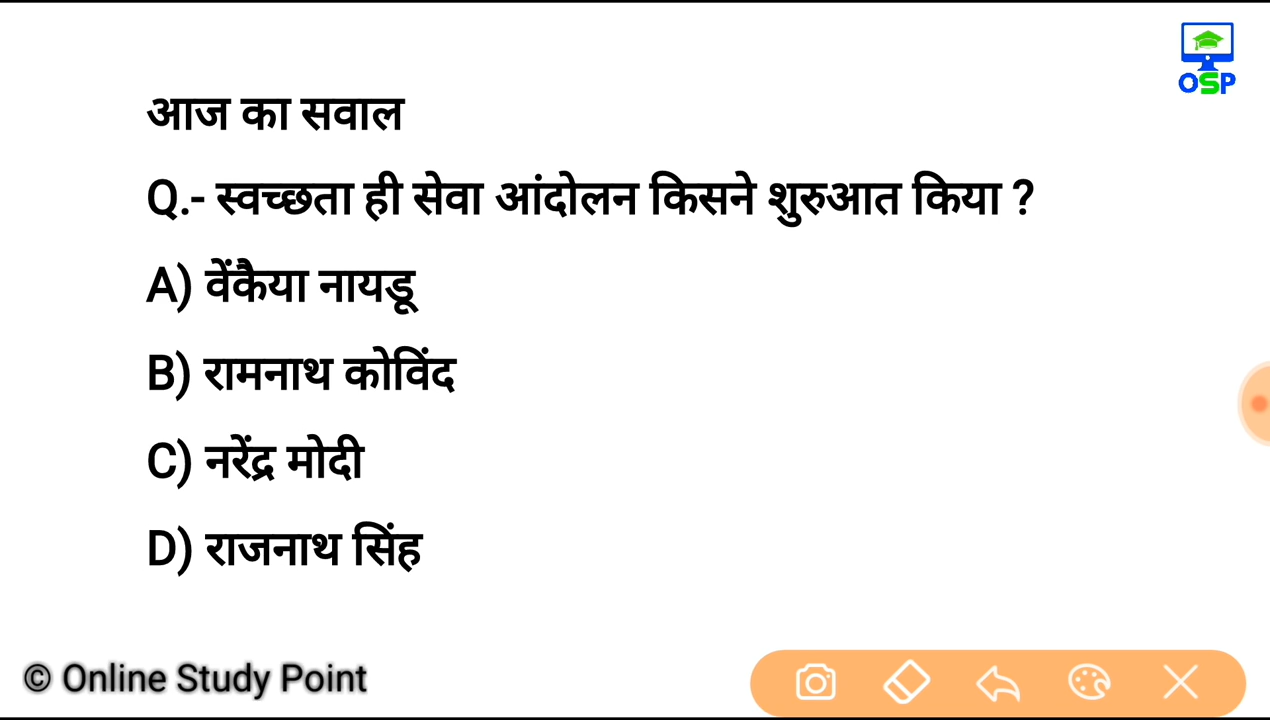 OSP
आज का सवाल
Q.- स्वच्छता ही सेवा आंदोलन किसने शुरुआत किया ?
A) वेंकैया नायडू
B) रामनाथ कोविंद
C) नरेंद्र मोदी
D) राजनाथ सिंह
© Online Study Point